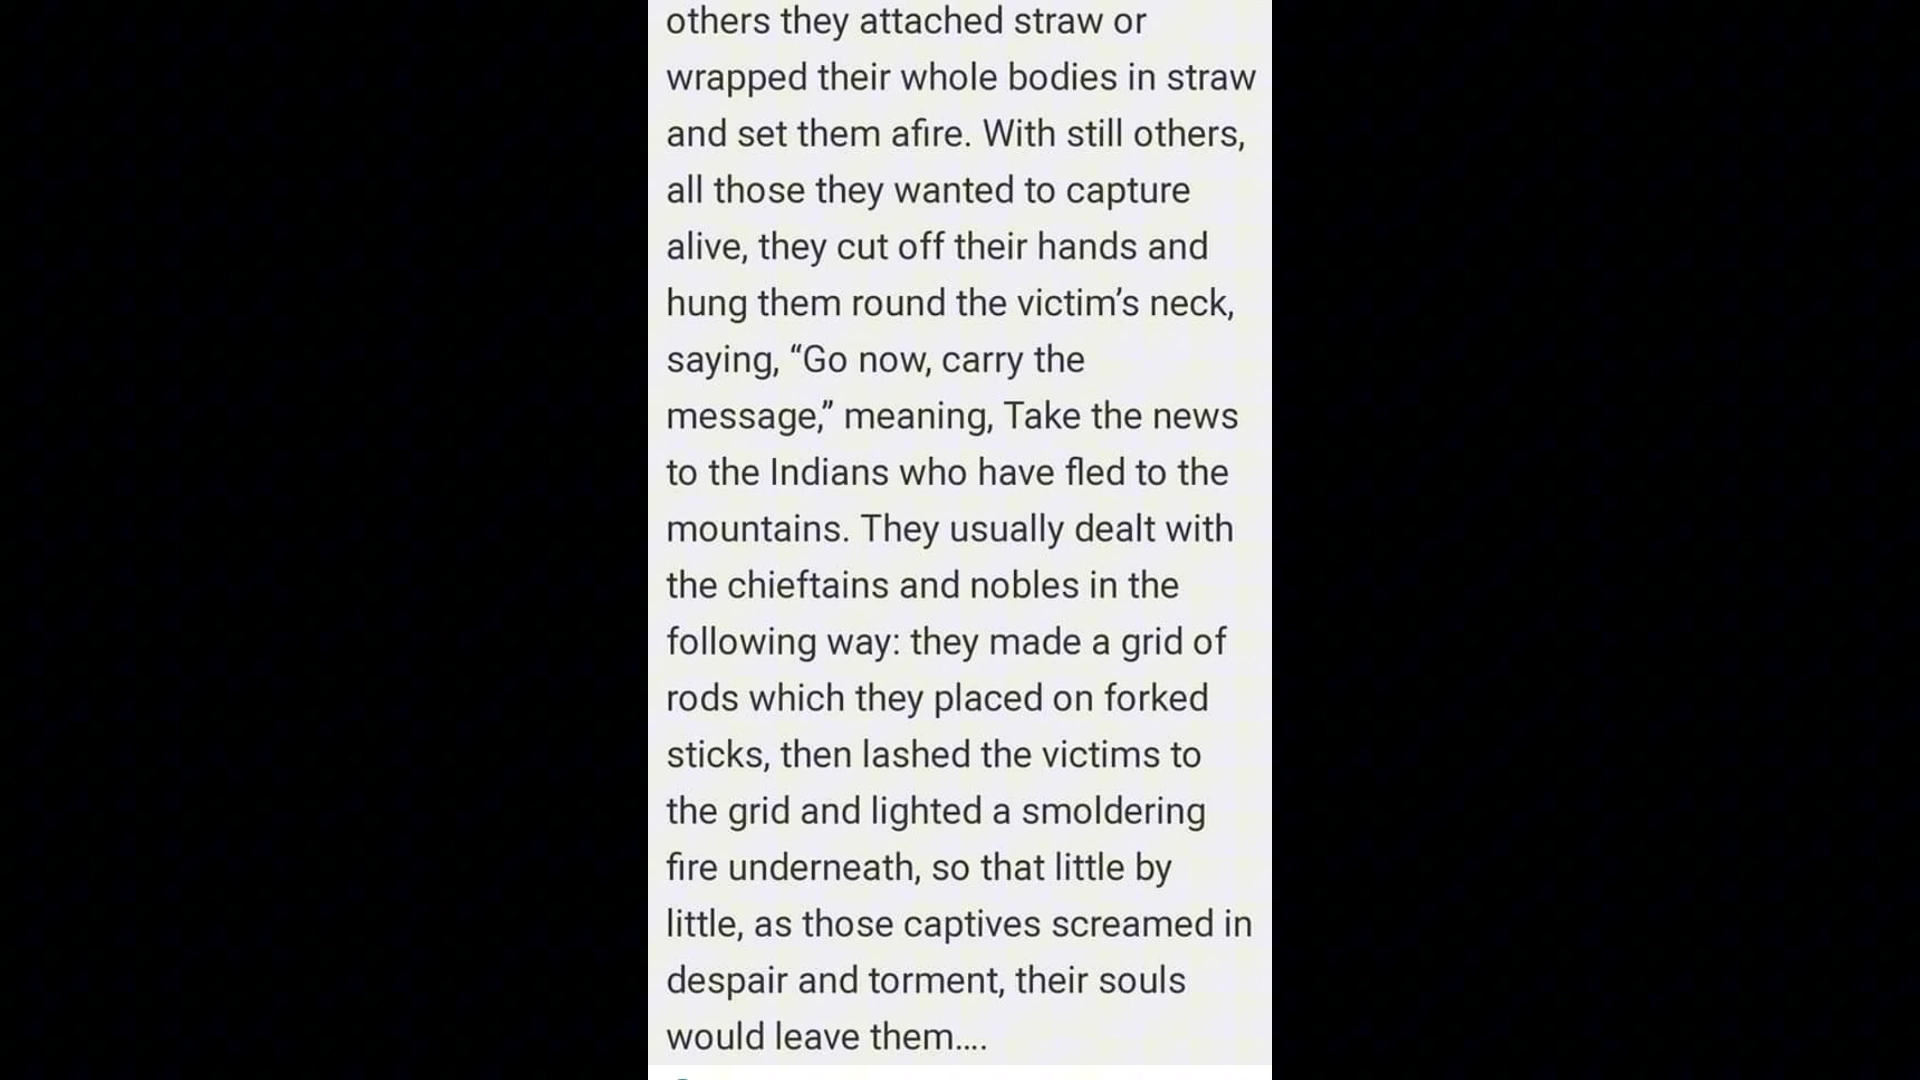 others they attached straw or
wrapped their whole bodies in straw
and set them afire. With still others,
all those they wanted to capture
alive, they cut off their hands and
hung them round the victim’s neck,
saying, “Go now, carry the
message,” meaning, Take the news
to the Indians who have fled to the
mountains. They usually dealt with
the chieftains and nobles in the
following way: they made a grid of
rods which they placed on forked
sticks, then lashed the victims to
the grid and lighted a smoldering
fire underneath, so that little by
little, as those captives screamed in
despair and torment, their souls
would leave them....